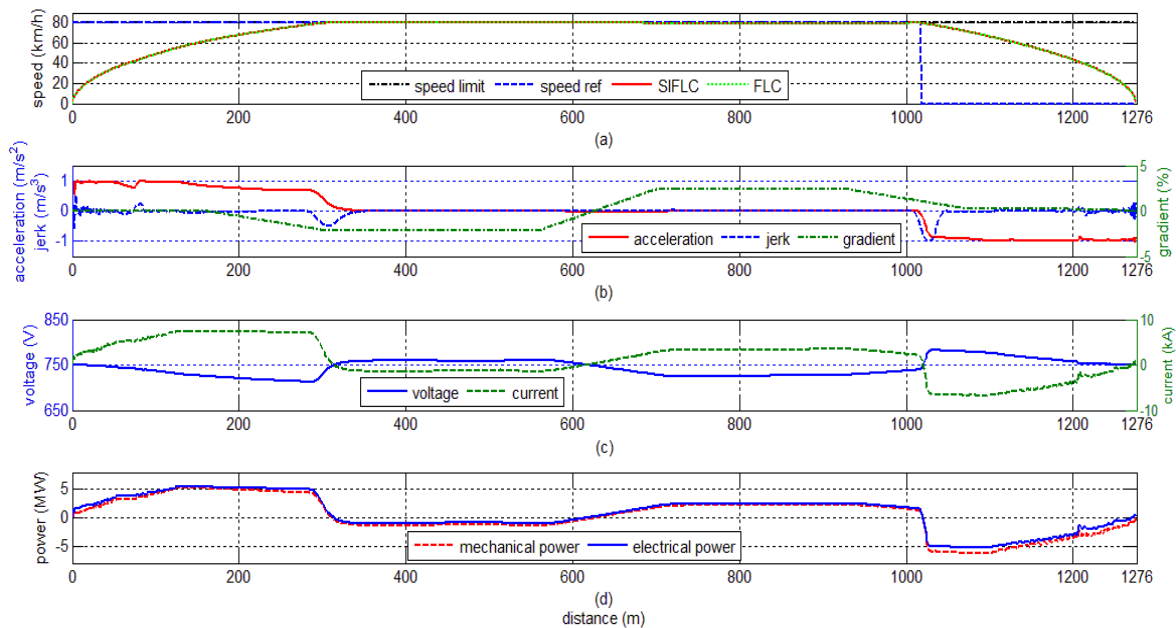 speed (km/h)
80
60
40
20
0
speed limit speed ref SIFLC FLC
0 200 400 600 800 1000 1200 1276
(a)
acceleration (m/s²)
jerk (m/s³)
1
0
-1
5
0
-5
gradient (%)
acceleration jerk gradient
0 200 400 600 800 1000 1200 1276
(b)
voltage (V)
850
750
650
10
0
-10
current (kA)
voltage current
0 200 400 600 800 1000 1200 1276
(c)
power (MW)
5
0
-5
mechanical power electrical power
0 200 400 600 800 1000 1200 1276
(d)
distance (m)